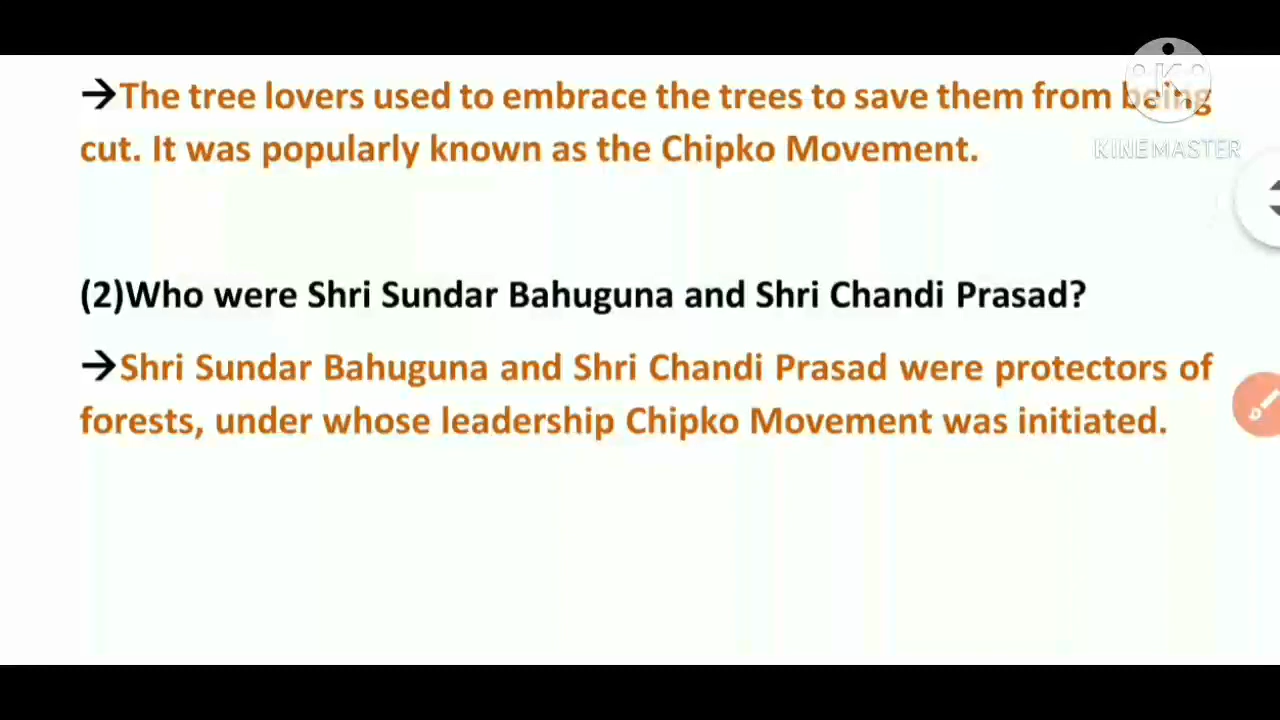 →The tree lovers used to embrace the trees to save them from being
cut. It was popularly known as the Chipko Movement.
KINEMASTER
(2)Who were Shri Sundar Bahuguna and Shri Chandi Prasad?
→Shri Sundar Bahuguna and Shri Chandi Prasad were protectors of
forests, under whose leadership Chipko Movement was initiated.